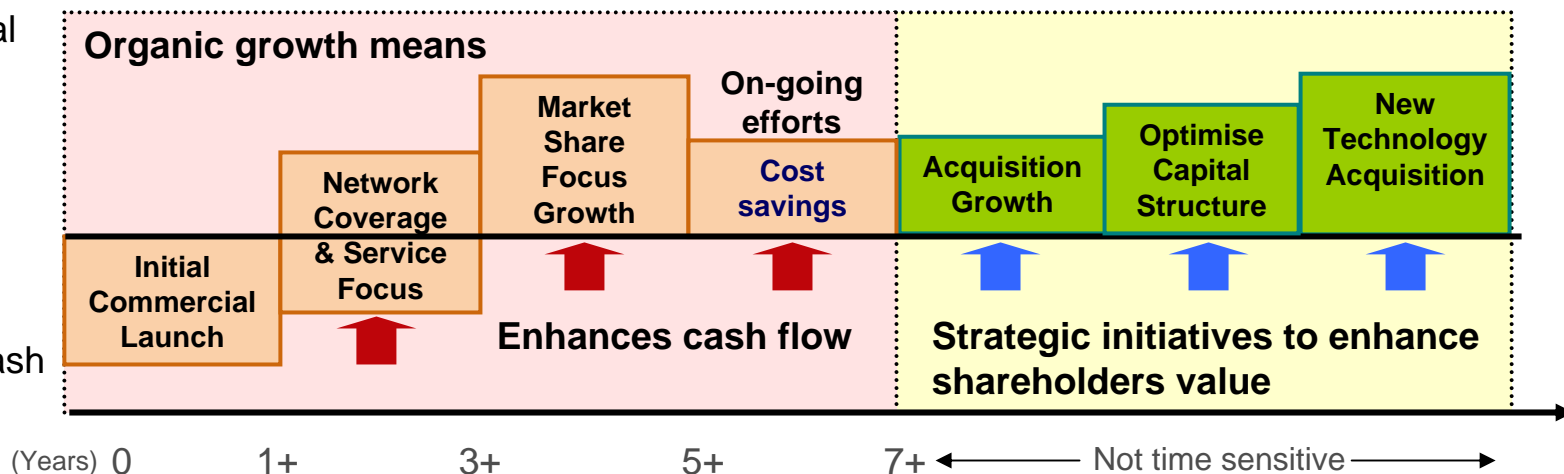 Organic growth means
Initial
Commercial
Launch
Network
Coverage
& Service
Focus
Market
Share
Focus
Growth
On-going
efforts
Cost
savings
Acquisition
Growth
Optimise
Capital
Structure
New
Technology
Acquisition
Enhances cash flow
Strategic initiatives to enhance
shareholders value
(Years) 0 1+ 3+ 5+ 7+ Not time sensitive